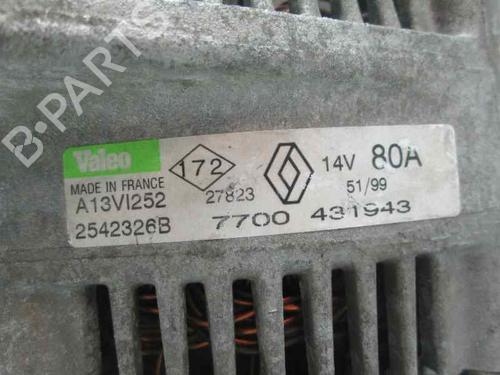 B-PARTS
Valeo
172
14V 80A
MADE IN FRANCE
27823
51/99
A13VI252
2542326B
7700 431943